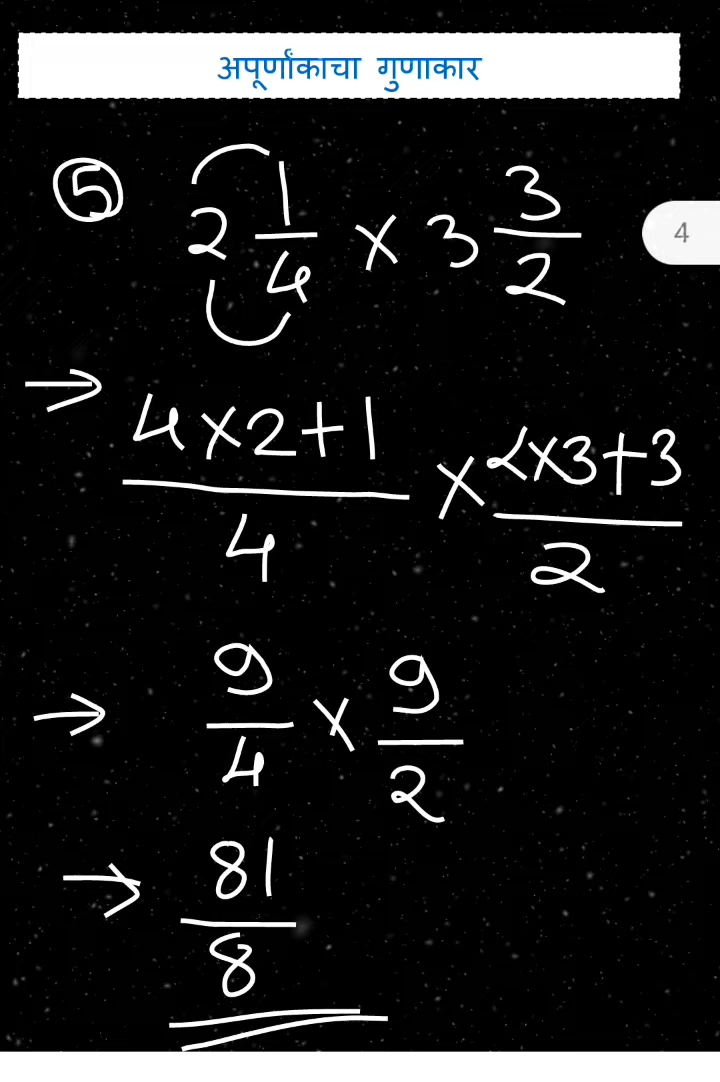 अपूर्णांकाचा गुणाकार
⑤ 2 1/4 × 3 3/2
4
→ (4×2+1)/4 × (2×3+3)/2
→ 9/4 × 9/2
→ 81/8